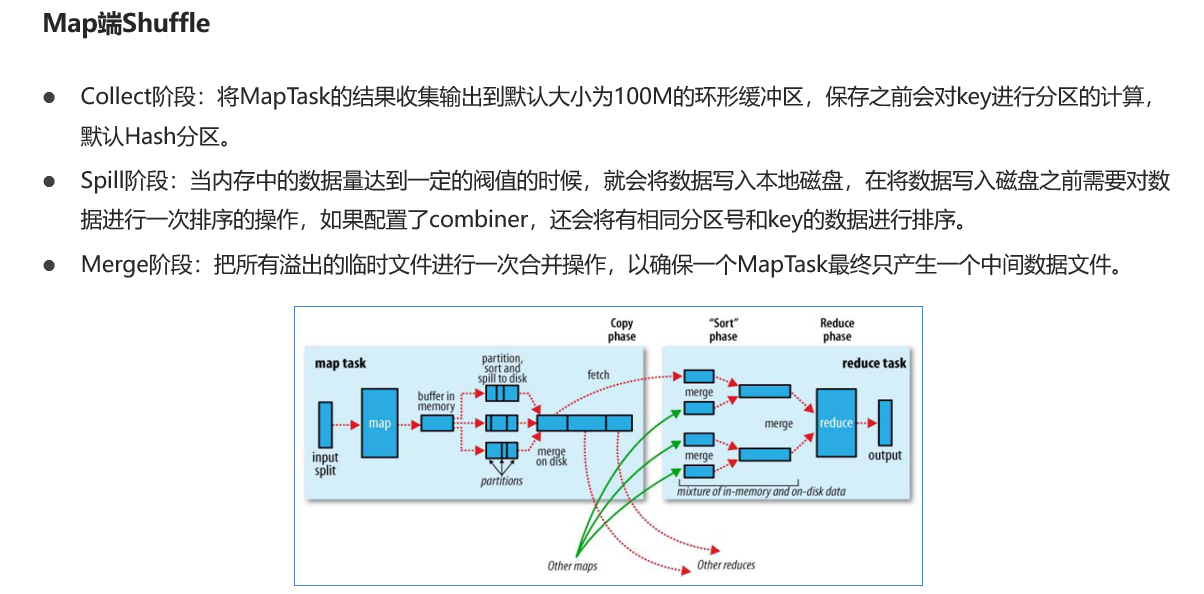 Map端Shuffle
● Collect阶段：将MapTask的结果收集输出到默认大小为100M的环形缓冲区，保存之前会对key进行分区的计算，
默认Hash分区。
● Spill阶段：当内存中的数据量达到一定的阀值的时候，就会将数据写入本地磁盘，在将数据写入磁盘之前需要对数
据进行一次排序的操作，如果配置了combiner，还会将有相同分区号和key的数据进行排序。
● Merge阶段：把所有溢出的临时文件进行一次合并操作，以确保一个MapTask最终只产生一个中间数据文件。
Copy
phase
"Sort"
phase
Reduce
phase
map task
partition,
sort and
spill to disk
fetch
reduce task
buffer in
memory
merge
map
merge
reduce
input
split
merge
on disk
merge
output
partitions
mixture of in-memory and on-disk data
Other maps
Other reduces